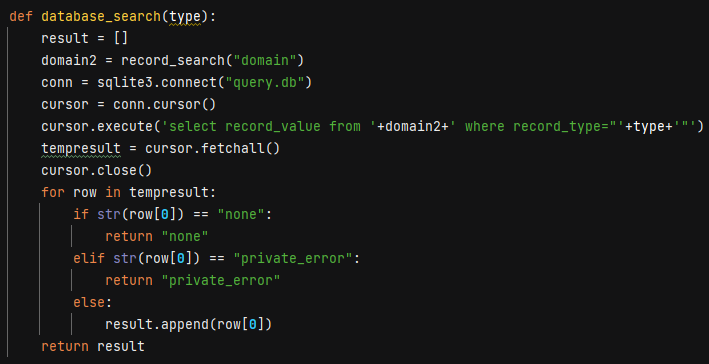 def database_search(type):
    result = []
    domain2 = record_search("domain")
    conn = sqlite3.connect("query.db")
    cursor = conn.cursor()
    cursor.execute('select record_value from '+domain2+' where record_type="'+type+'"')
    tempresult = cursor.fetchall()
    cursor.close()
    for row in tempresult:
        if str(row[0]) == "none":
            return "none"
        elif str(row[0]) == "private_error":
            return "private_error"
        else:
            result.append(row[0])
    return result